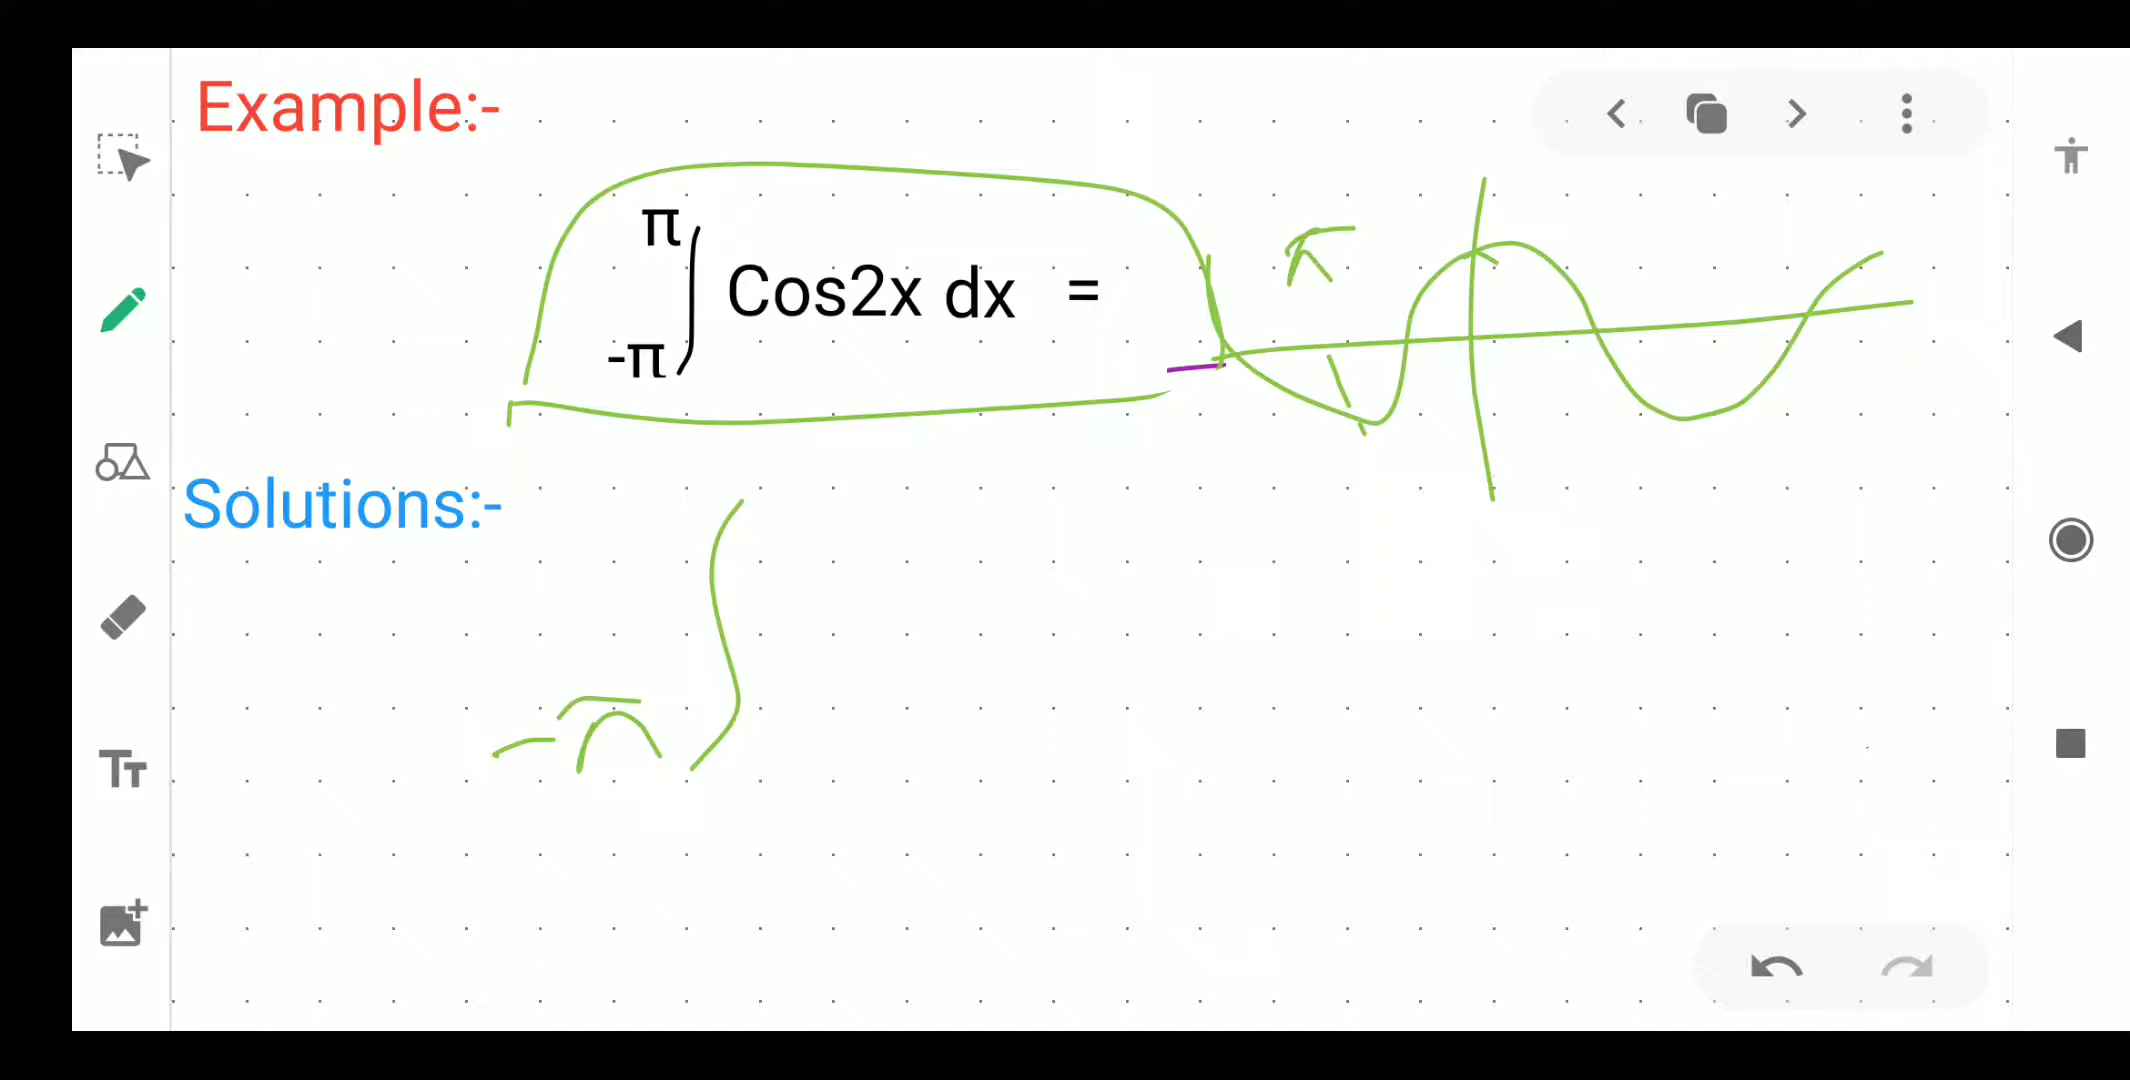 Example:-
π
Cos2x dx =
-π
π
Solutions:-
-π